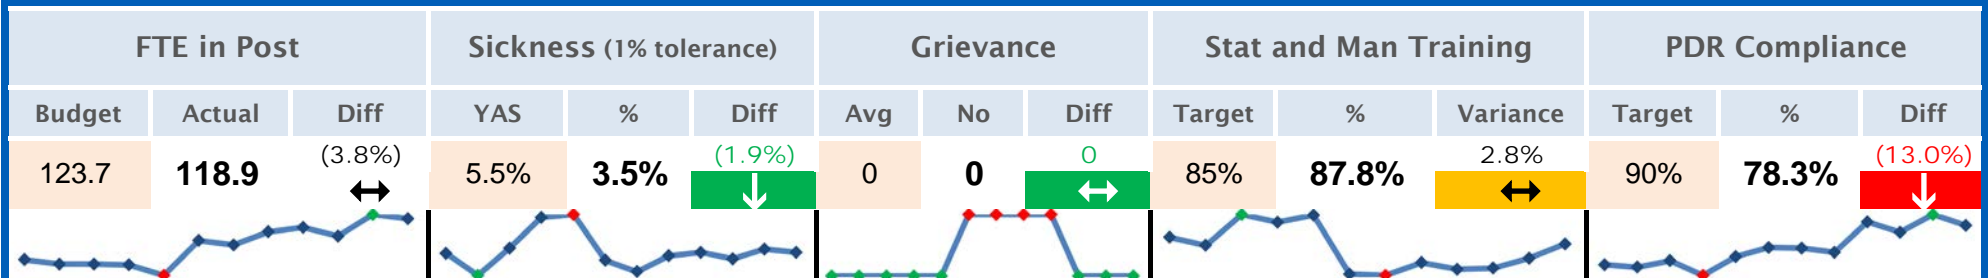 FTE in Post Sickness (1% tolerance) Grievance Stat and Man Training PDR Compliance
Budget Actual Diff YAS % Diff Avg No Diff Target % Variance Target % Diff
123.7 118.9 (3.8%) 5.5% 3.5% (1.9%) 0 0 0 85% 87.8% 2.8% 90% 78.3% (13.0%)